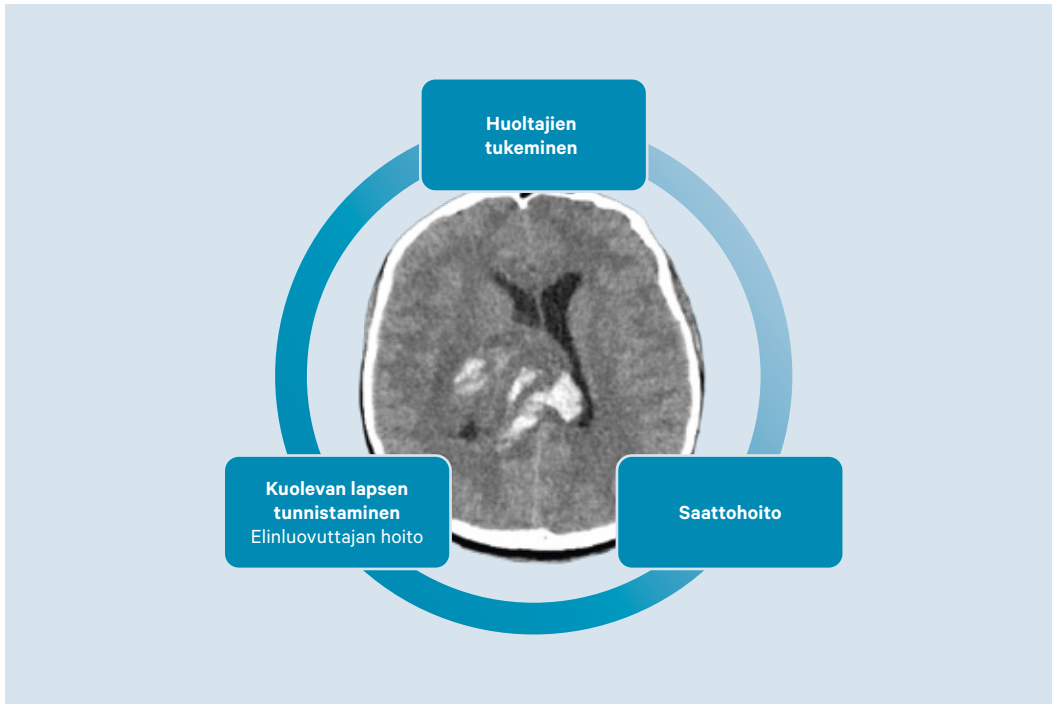 Huoltajien
tukeminen
Kuolevan lapsen
tunnistaminen
Elinluovuttajan hoito
Saattohoito